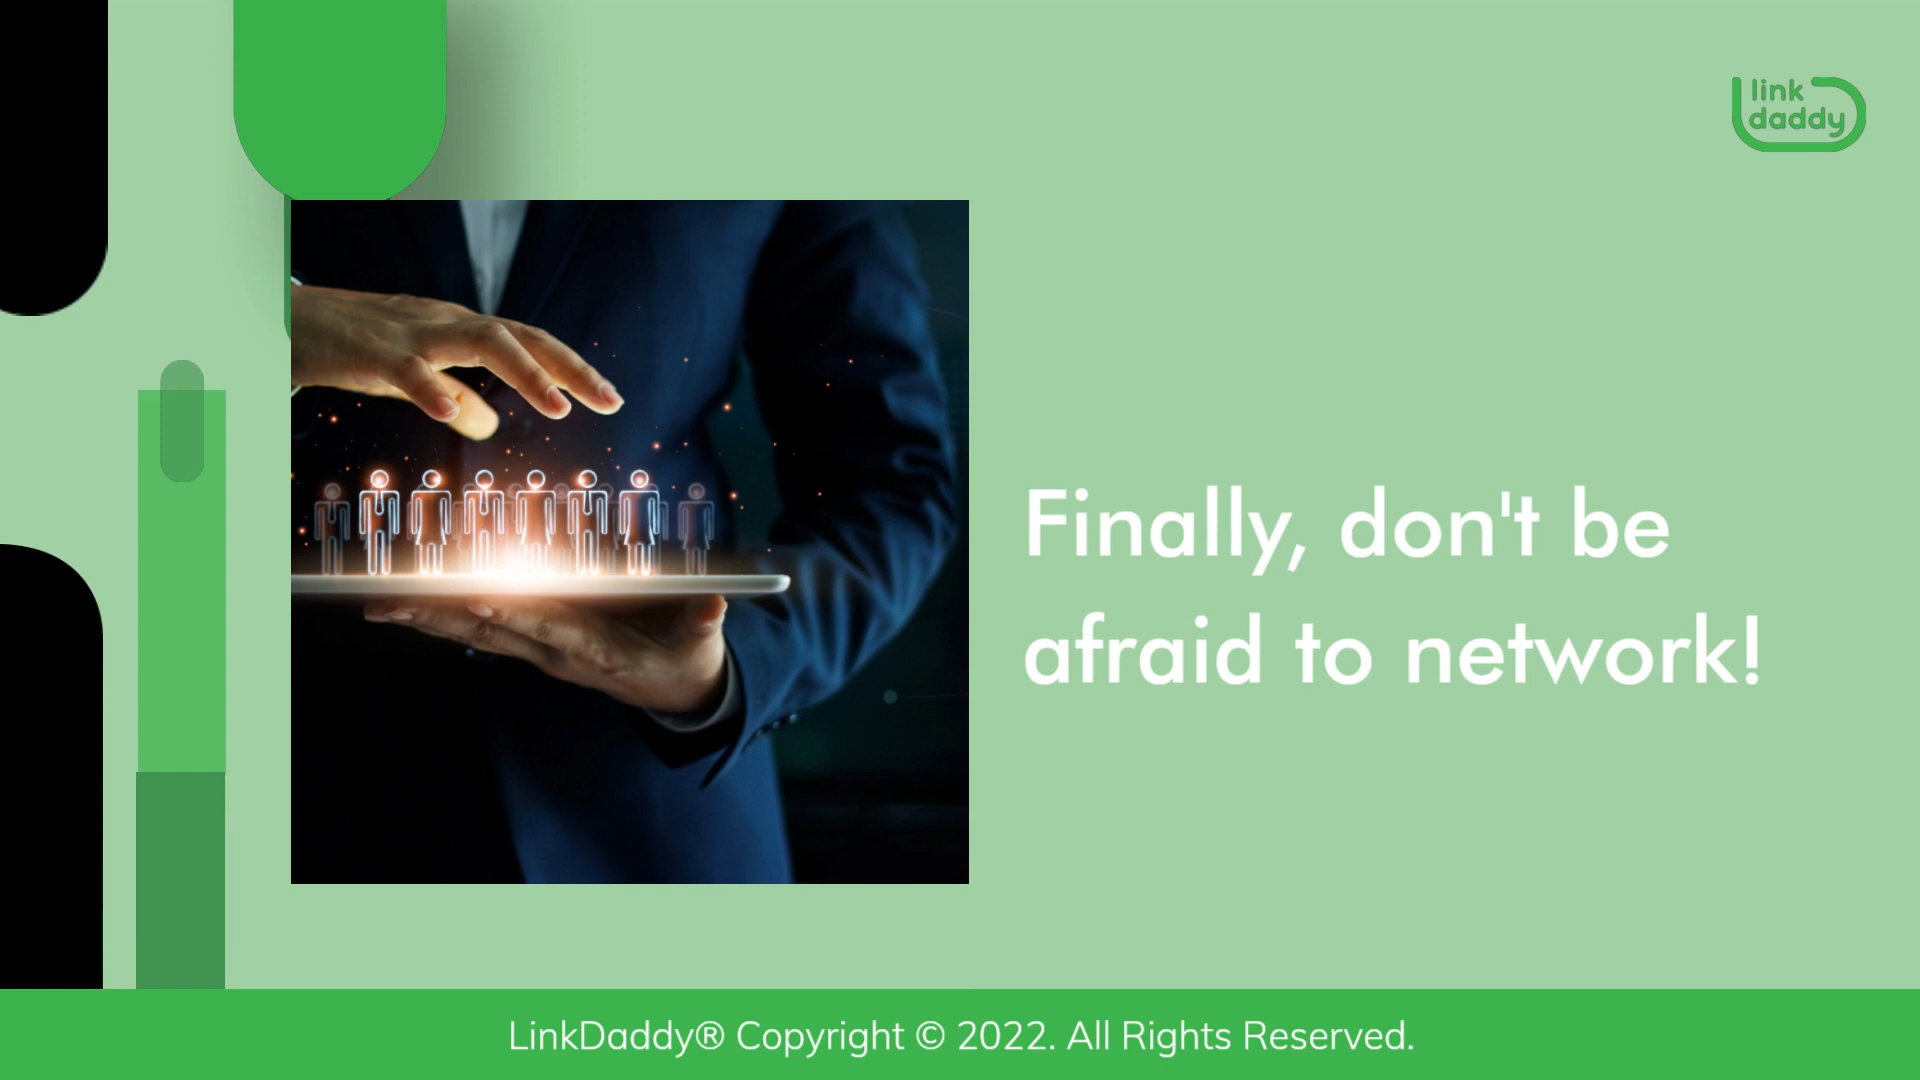 link
daddy
Finally, don't be
afraid to network!
LinkDaddy® Copyright © 2022. All Rights Reserved.